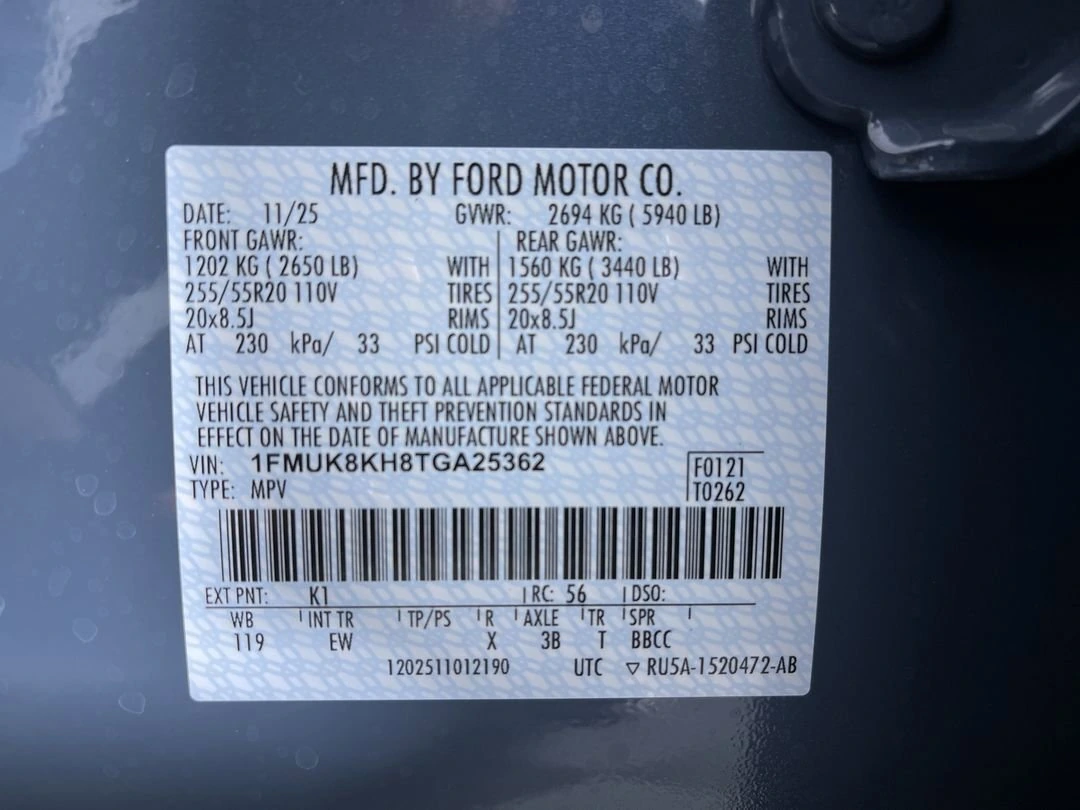 MFD. BY FORD MOTOR CO.
DATE: 11/25 GVWR: 2694 KG ( 5940 LB)
FRONT GAWR: REAR GAWR:
1202 KG ( 2650 LB) WITH 1560 KG ( 3440 LB) WITH
255/55R20 110V TIRES 255/55R20 110V TIRES
20x8.5J RIMS 20x8.5J RIMS
AT 230 kPa/ 33 PSI COLD AT 230 kPa/ 33 PSI COLD
THIS VEHICLE CONFORMS TO ALL APPLICABLE FEDERAL MOTOR
VEHICLE SAFETY AND THEFT PREVENTION STANDARDS IN
EFFECT ON THE DATE OF MANUFACTURE SHOWN ABOVE.
VIN: 1FMUK8KH8TGA25362 F0121
TYPE: MPV T0262
EXT PNT: K1 RC: 56 DSO:
WB INT TR TP/PS R AXLE TR SPR
119 EW X 3B T BBCC
1202511012190 UTC ▽ RU5A-1520472-AB